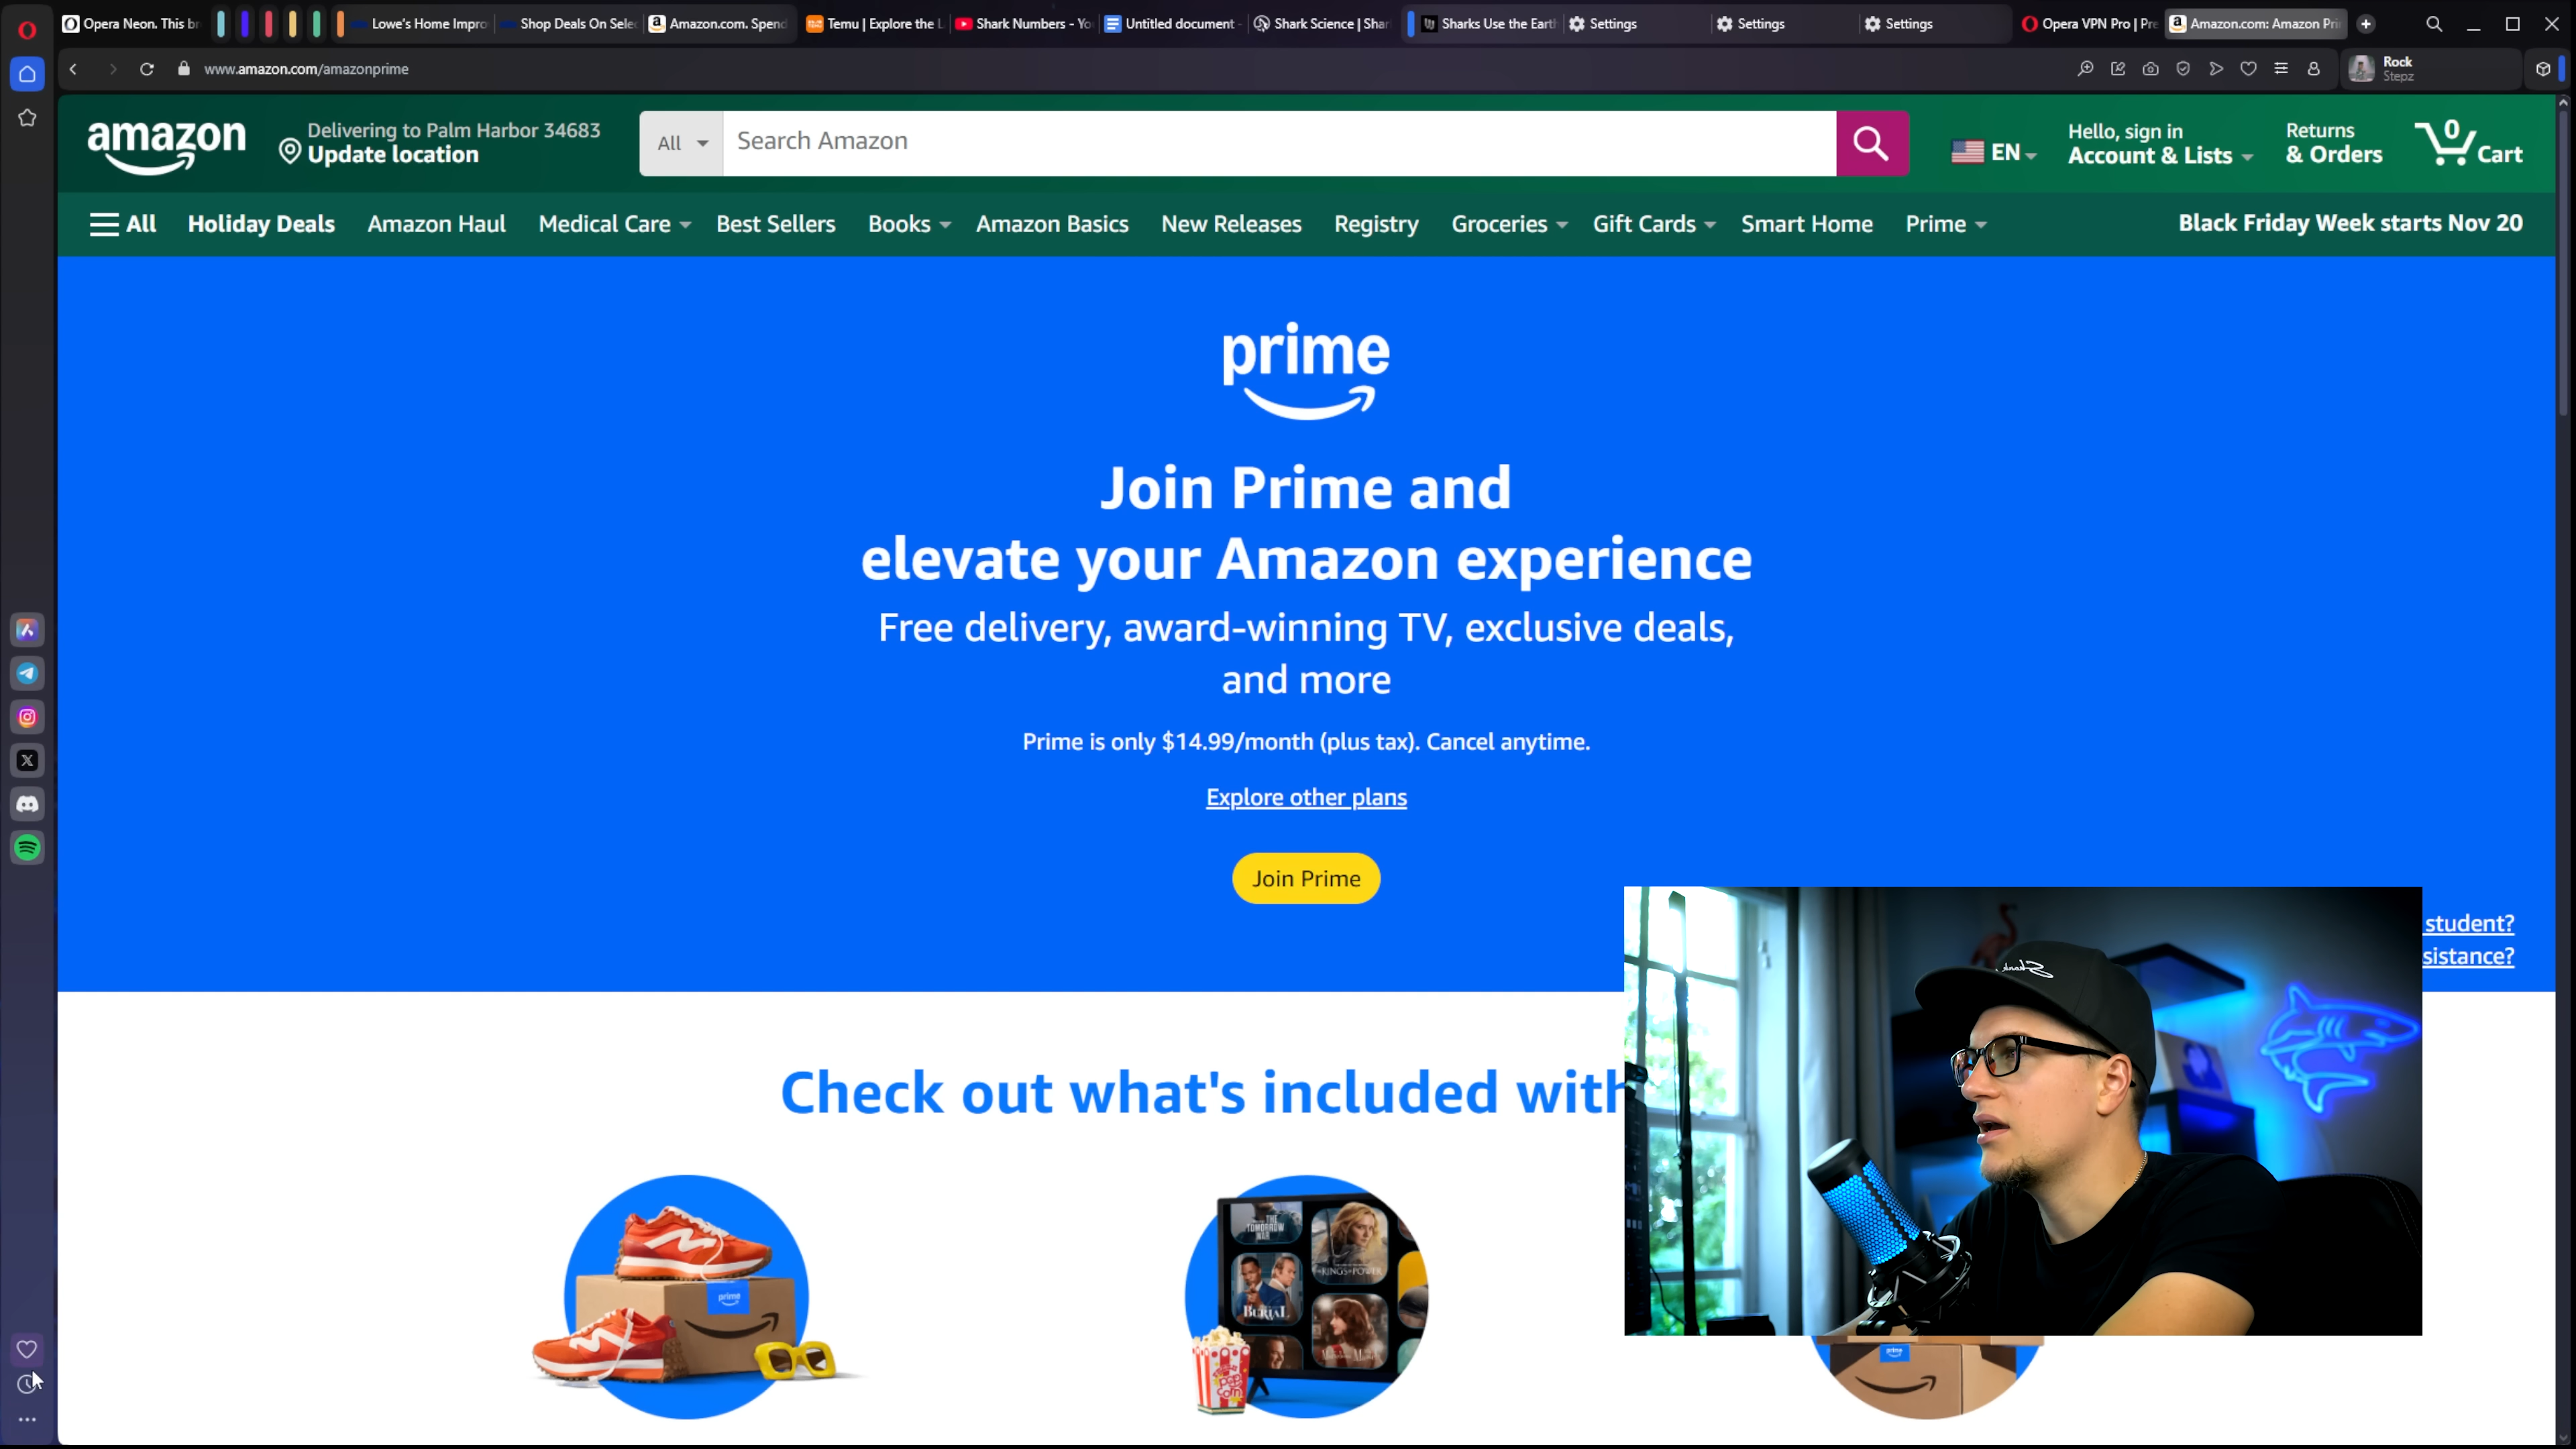 Opera Neon. This br
Lowe's Home Impro
Shop Deals On Sele
Amazon.com. Spend
Temu | Explore the L
Shark Numbers - Yo
Untitled document -
Shark Science | Shar
Sharks Use the Earth
Settings
Settings
Settings
Opera VPN Pro | Pre
Amazon.com: Amazon Pri
www.amazon.com/amazonprime
Rock
Stepz
amazon
Delivering to Palm Harbor 34683
Update location
All
Search Amazon
EN
Hello, sign in
Account & Lists
Returns
& Orders
0
Cart
All
Holiday Deals
Amazon Haul
Medical Care
Best Sellers
Books
Amazon Basics
New Releases
Registry
Groceries
Gift Cards
Smart Home
Prime
Black Friday Week starts Nov 20
prime
Join Prime and
elevate your Amazon experience
Free delivery, award-winning TV, exclusive deals,
and more
Prime is only $14.99/month (plus tax). Cancel anytime.
Explore other plans
Join Prime
student?
sistance?
Check out what's included with
prime
THE
TOMORROW
WAR
BURIAL
prime